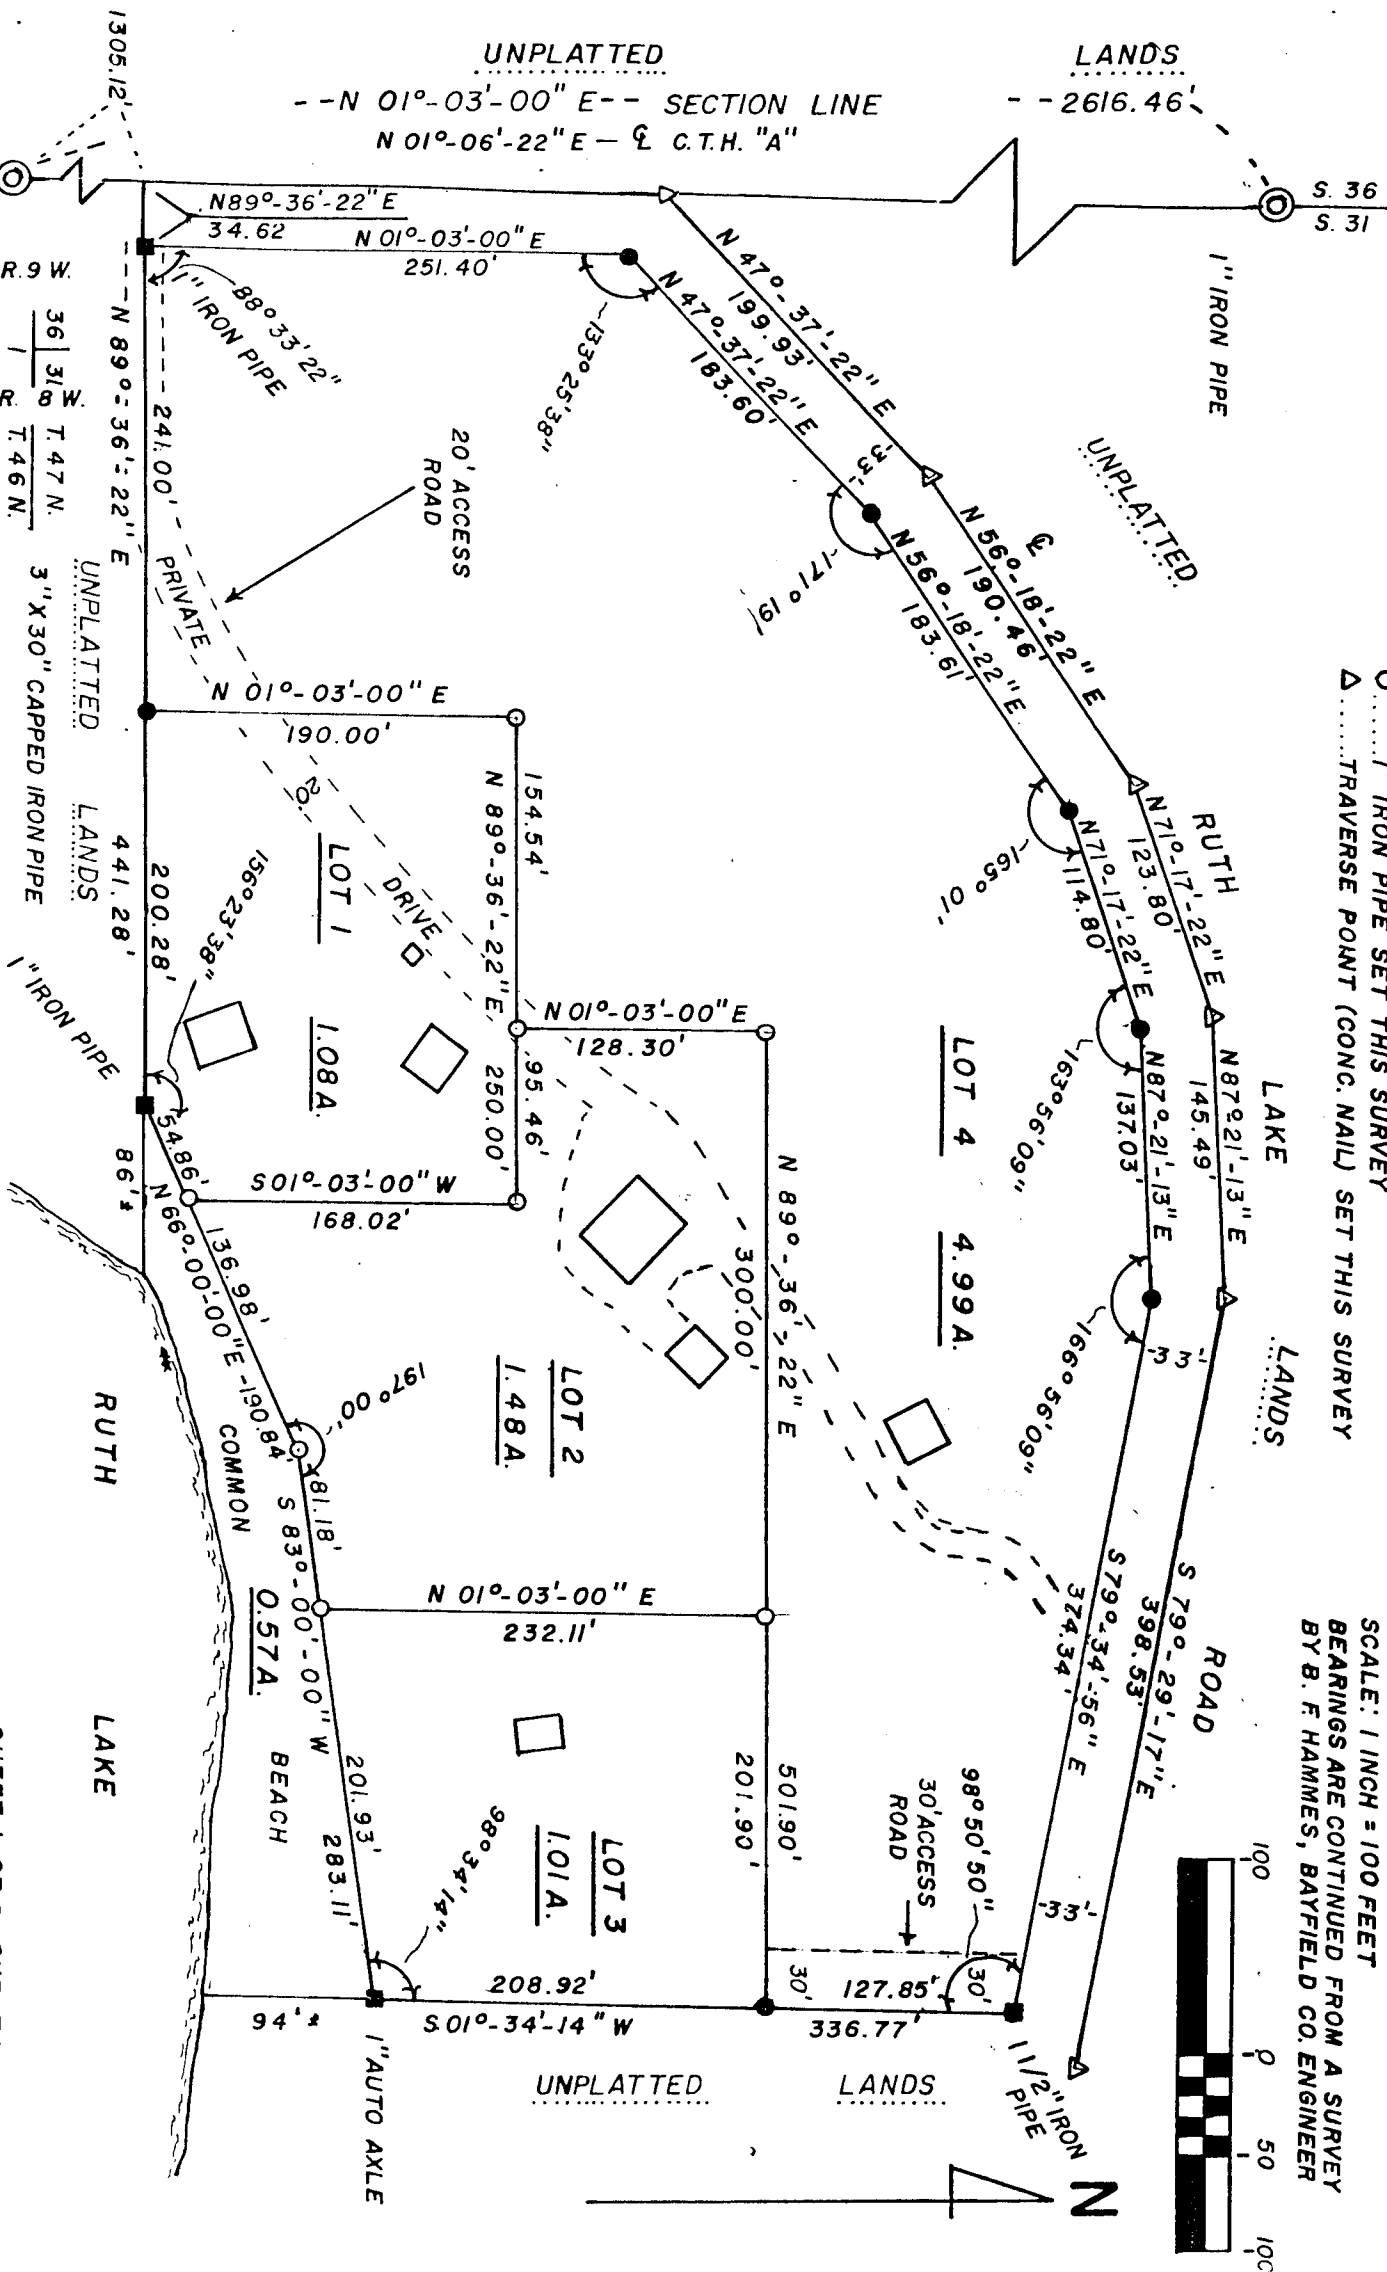 UNPLATTED LANDS
--N 01°-03'-00" E-- SECTION LINE - - 2616.46'
N 01°-06'-22" E - ℄ C.T.H. "A"
1305.12'
S. 36
S. 31
1" IRON PIPE
N89°-36'-22" E
34.62
N 01°-03'-00" E
251.40'
88°33'22"
1" IRON PIPE
R.9 W.
36 | 31
1
R. 8 W.
T. 47 N.
T. 46 N.
3"X30" CAPPED IRON PIPE
N 89°-36'-22" E
441.28'
241.00'
UNPLATTED LANDS
20' ACCESS
ROAD
PRIVATE
DRIVE
20'
133°25'38"
N 47°-37'-22" E
199.93'
N 47°-37'-22" E
183.60'
33'
171°19'
UNPLATTED
LANDS
℄
N 56°-18'-22" E
190.46'
N 56°-18'-22" E
183.61'
165°01'
RUTH
LAKE
ROAD
N 71°-17'-22" E
123.80'
N 71°-17'-22" E
114.80'
163°56'09"
N 87°-21'-13" E
145.49'
N 87°-21'-13" E
137.03'
166°56'09"
-33'-
S 79°-29'-17" E
398.53'
S 79°-34'-56" E
374.34'
-33'-
O......1" IRON PIPE SET THIS SURVEY
Δ......TRAVERSE POINT (CONC. NAIL) SET THIS SURVEY
SCALE: 1 INCH = 100 FEET
BEARINGS ARE CONTINUED FROM A SURVEY
BY B. F. HAMMES, BAYFIELD CO. ENGINEER
100
0
50
100
N
LOT 4
4.99 A.
N 01°-03'-00" E
190.00'
154.54'
N 89°-36'-22" E
95.46'
250.00'
LOT 1
1.08 A.
200.28'
156°23'38"
1" IRON PIPE
54.86'
86'±
S 01°-03'-00" W
168.02'
N 01°-03'-00" E
128.30'
N 89°-36'-22" E
300.00'
501.90'
201.90'
LOT 2
1.48 A.
136.98'
N 66°-00'-00" E - 190.84'
197°00'
81.18'
S 83°-00'-00" W
201.93'
283.11'
N 01°-03'-00" E
232.11'
LOT 3
1.01 A.
98°34'14"
COMMON
BEACH
0.57 A.
RUTH
LAKE
98°50'50"
30' ACCESS
ROAD
30'
30'
127.85'
208.92'
S 01°-34'-14" W
336.77'
94'±
1" AUTO AXLE
1 1/2" IRON
PIPE
UNPLATTED LANDS